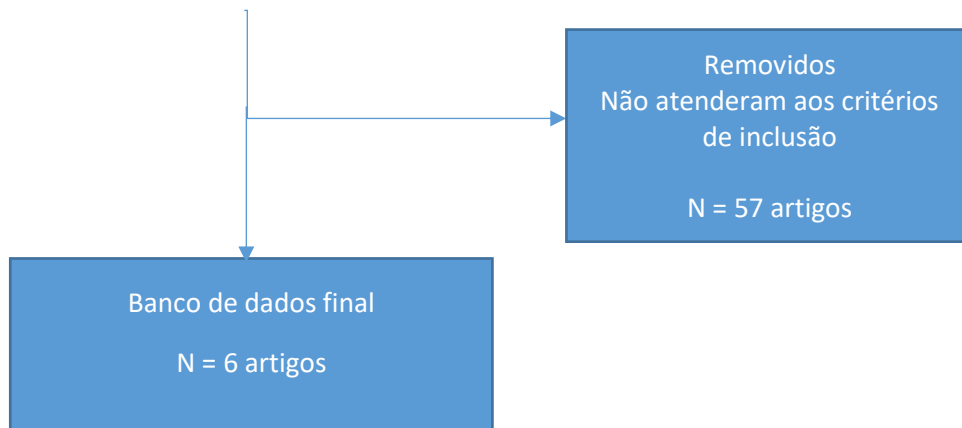 Removidos
Não atenderam aos critérios
de inclusão
N = 57 artigos
Banco de dados final
N = 6 artigos